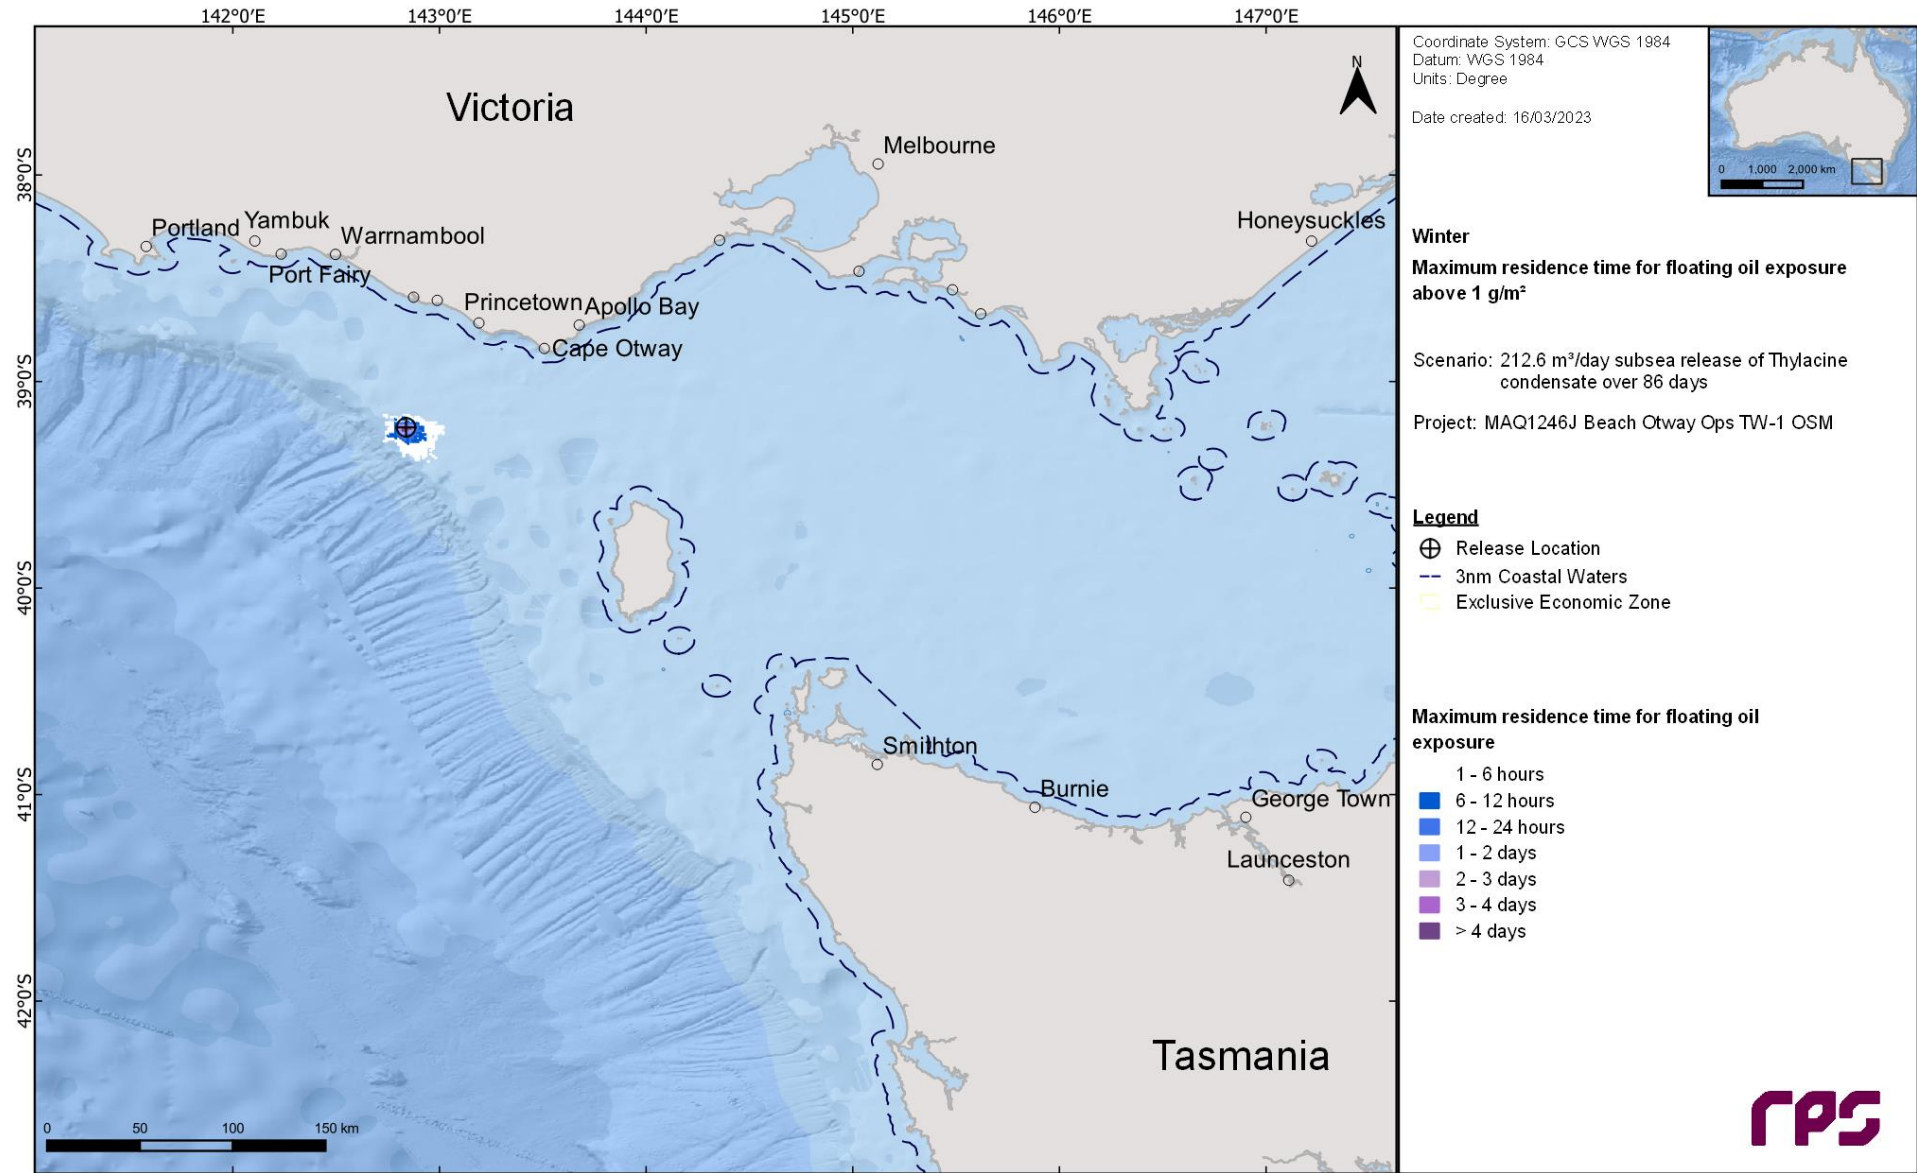 142°0'E 143°0'E 144°0'E 145°0'E 146°0'E 147°0'E
38°0'S
39°0'S
40°0'S
41°0'S
42°0'S
Victoria
N
Melbourne
Portland
Yambuk
Warrnambool
Port Fairy
Princetown
Apollo Bay
Cape Otway
Honeysuckles
Smithton
Burnie
George Town
Launceston
Tasmania
0 50 100 150 km
Coordinate System: GCS WGS 1984
Datum: WGS 1984
Units: Degree
Date created: 16/03/2023
0 1,000 2,000 km
Winter
Maximum residence time for floating oil exposure
above 1 g/m²
Scenario: 212.6 m³/day subsea release of Thylacine
condensate over 86 days
Project: MAQ1246J Beach Otway Ops TW-1 OSM
Legend
Release Location
3nm Coastal Waters
Exclusive Economic Zone
Maximum residence time for floating oil
exposure
1 - 6 hours
6 - 12 hours
12 - 24 hours
1 - 2 days
2 - 3 days
3 - 4 days
> 4 days
rps